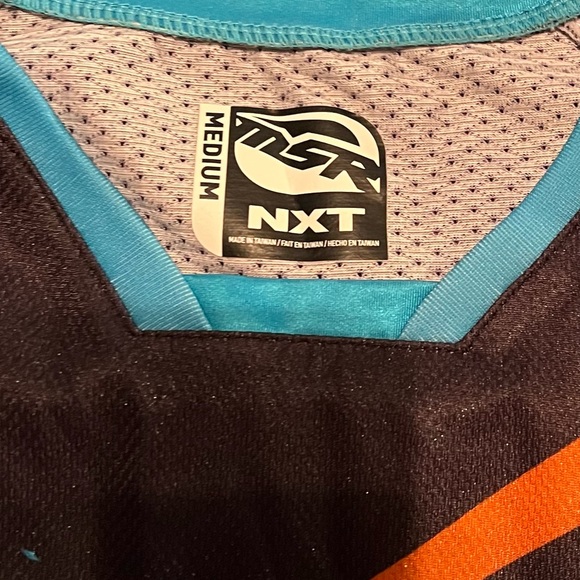 MEDIUM
MSR
NXT
MADE IN TAIWAN / FAIT EN TAIWAN / HECHO EN TAIWAN